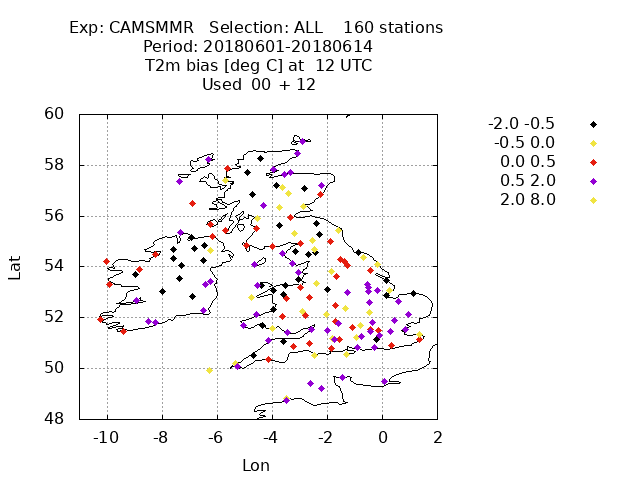 Exp: CAMSMMR   Selection: ALL    160 stations
Period: 20180601-20180614
T2m bias [deg C] at  12 UTC
Used  00  + 12
60
58
56
54
52
50
48
-10 -8 -6 -4 -2 0 2
Lat
Lon
-2.0 -0.5
-0.5 0.0
0.0 0.5
0.5 2.0
2.0 8.0